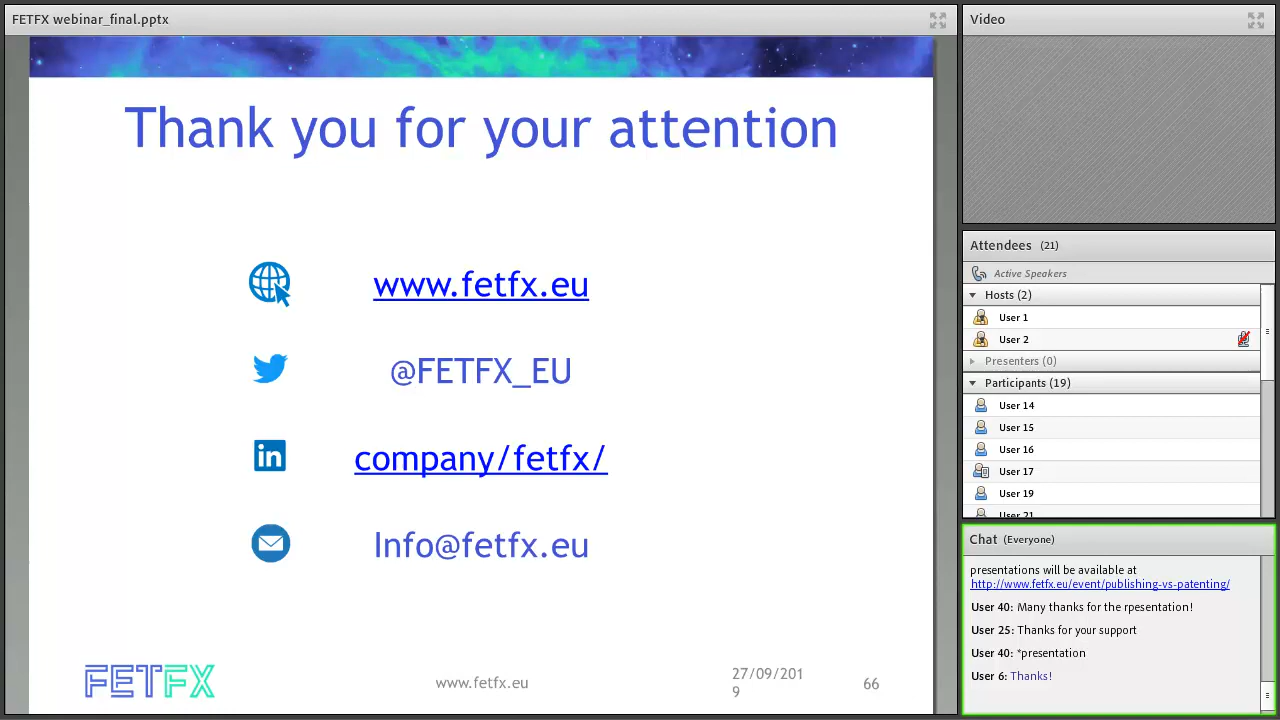 FETFX webinar_final.pptx
Thank you for your attention
www.fetfx.eu
@FETFX_EU
in
company/fetfx/
Info@fetfx.eu
FETFX
www.fetfx.eu
27/09/201
9
66
Video
Attendees (21)
Active Speakers
Hosts (2)
User 1
User 2
Presenters (0)
Participants (19)
User 14
User 15
User 16
User 17
User 19
User 21
Chat (Everyone)
presentations will be available at
http://www.fetfx.eu/event/publishing-vs-patenting/
User 40: Many thanks for the rpesentation!
User 25: Thanks for your support
User 40: *presentation
User 6: Thanks!